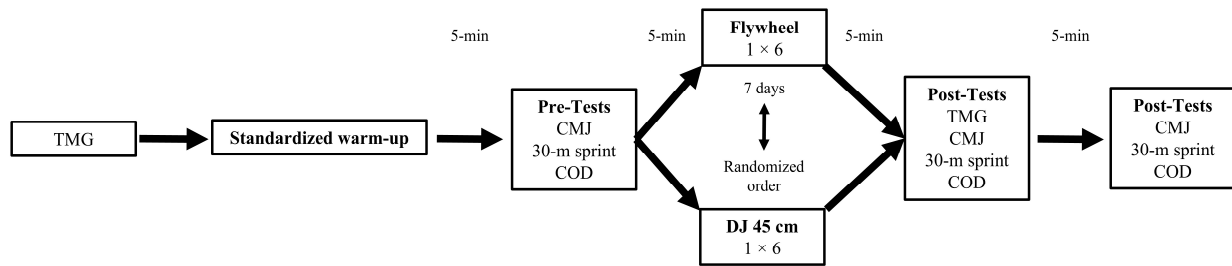 5-min
5-min
5-min
5-min
TMG
Standardized warm-up
Pre-Tests
CMJ
30-m sprint
COD
Flywheel
1 × 6
7 days
Randomized
order
DJ 45 cm
1 × 6
Post-Tests
TMG
CMJ
30-m sprint
COD
Post-Tests
CMJ
30-m sprint
COD